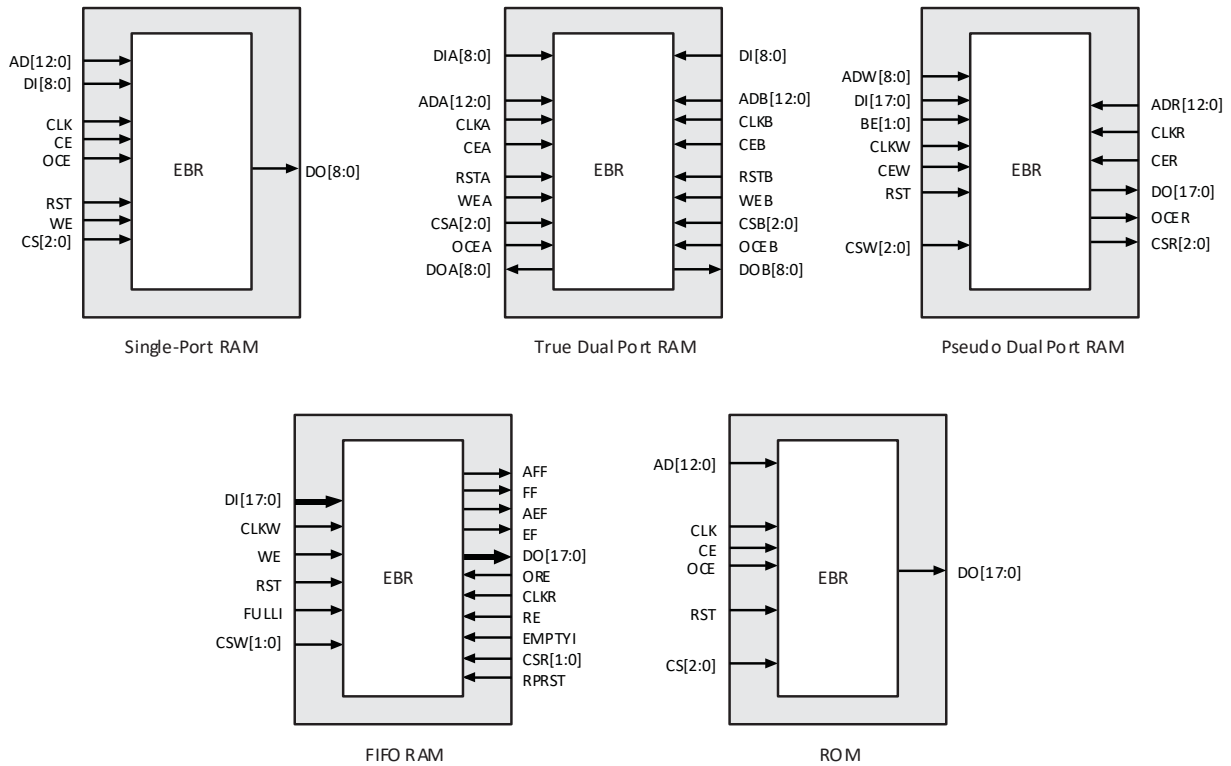 AD[12:0]
DI[8:0]
CLK
CE
OCE
RST
WE
CS[2:0]
EBR
DO[8:0]
Single-Port RAM
DIA[8:0]
ADA[12:0]
CLKA
CEA
RSTA
WEA
CSA[2:0]
OCEA
DOA[8:0]
EBR
DI[8:0]
ADB[12:0]
CLKB
CEB
RSTB
WEB
CSB[2:0]
OCEB
DOB[8:0]
True Dual Port RAM
ADW[8:0]
DI[17:0]
BE[1:0]
CLKW
CEW
RST
CSW[2:0]
EBR
ADR[12:0]
CLKR
CER
DO[17:0]
OCER
CSR[2:0]
Pseudo Dual Port RAM
DI[17:0]
CLKW
WE
RST
FULLI
CSW[1:0]
EBR
AFF
FF
AEF
EF
DO[17:0]
ORE
CLKR
RE
EMPTYI
CSR[1:0]
RPRST
FIFO RAM
AD[12:0]
CLK
CE
OCE
RST
CS[2:0]
EBR
DO[17:0]
ROM